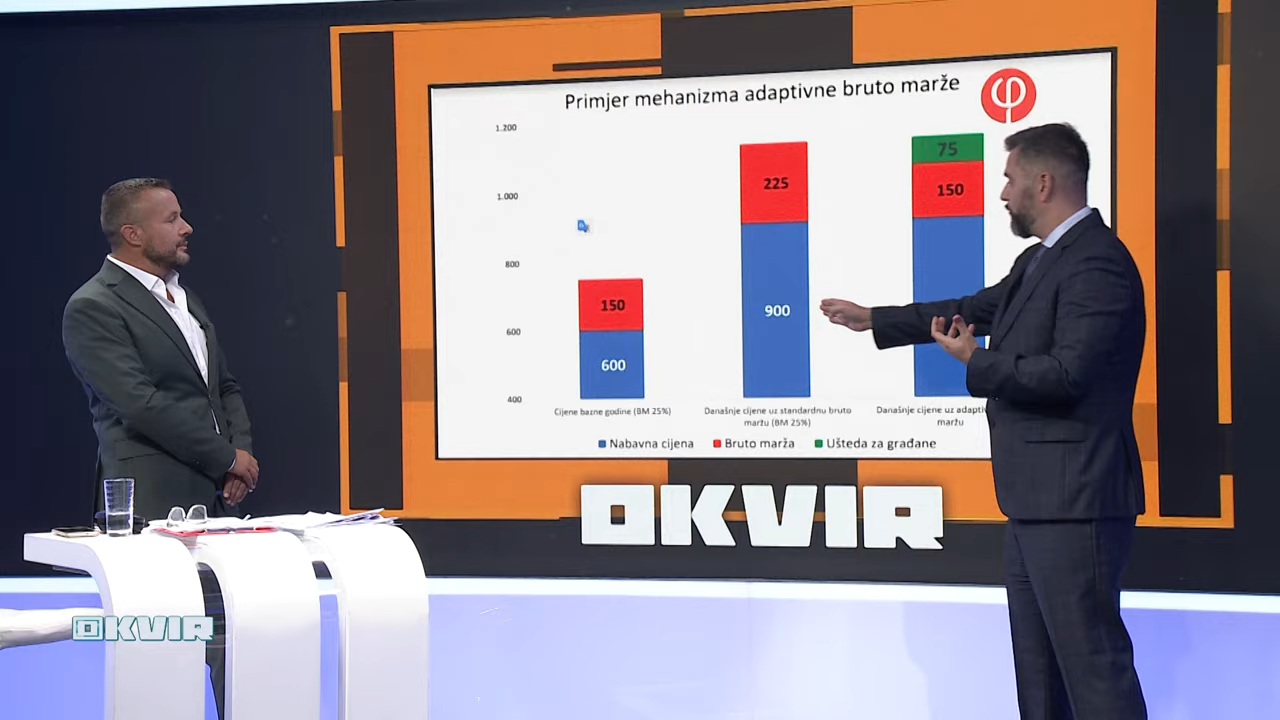 Primjer mehanizma adaptivne bruto marže
1.200
1.000
800
600
400
150
600
225
900
75
150
Cijene bazne godine (BM 25%)
Današnje cijene uz standardnu bruto
maržu (BM 25%)
Današnje cijene uz
maržu
Nabavna cijena
Bruto marža
Ušteda za građane
OKVIR
OKVIR